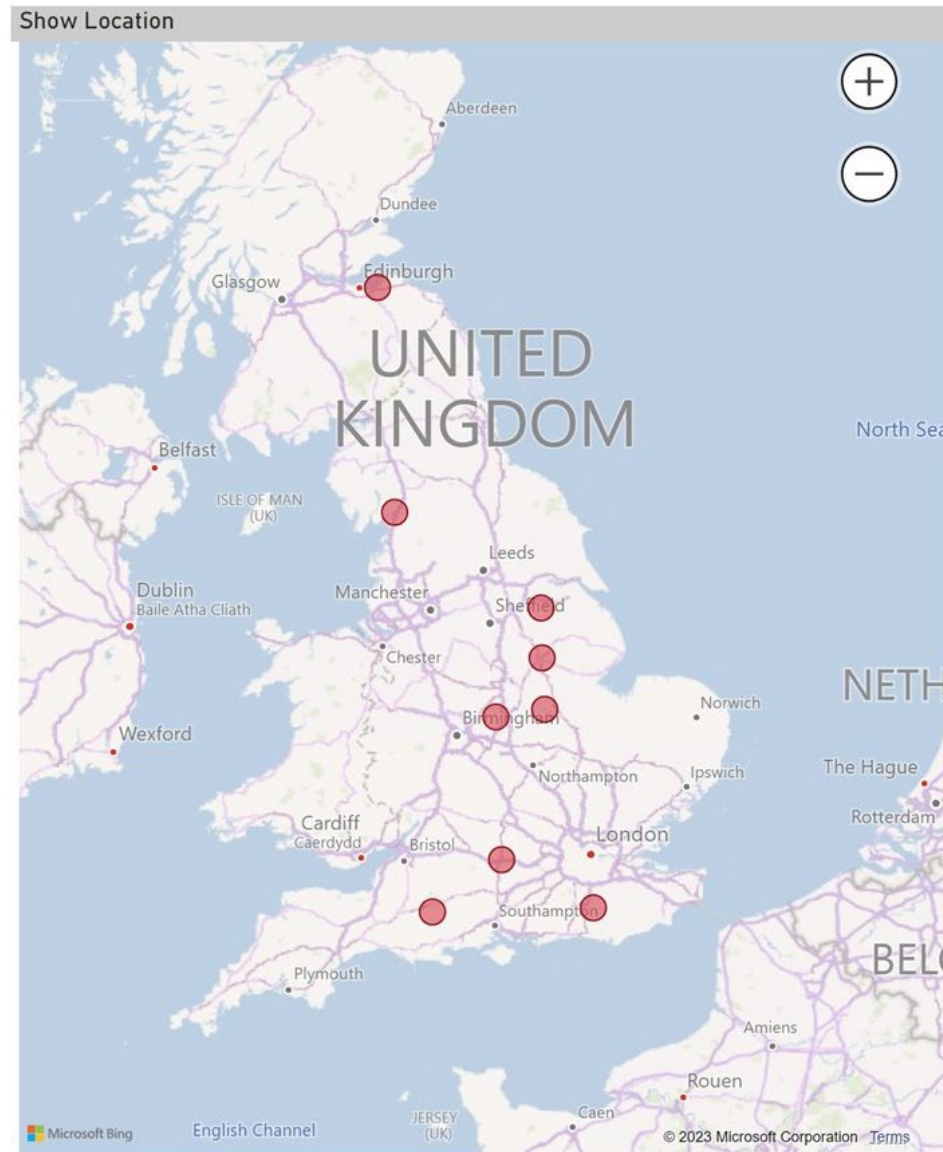 Show Location
Aberdeen
Dundee
Edinburgh
Glasgow
UNITED
KINGDOM
North Sea
Belfast
ISLE OF MAN
(UK)
Leeds
Dublin
Baile Atha Cliath
Manchester
Sheffield
Chester
NETH
Norwich
Birmingham
Wexford
Northampton
Ipswich
The Hague
Rotterdam
Cardiff
Caerdydd
Bristol
London
Southampton
BELG
Plymouth
Amiens
Rouen
JERSEY
(UK)
Caen
Microsoft Bing
English Channel
© 2023 Microsoft Corporation Terms